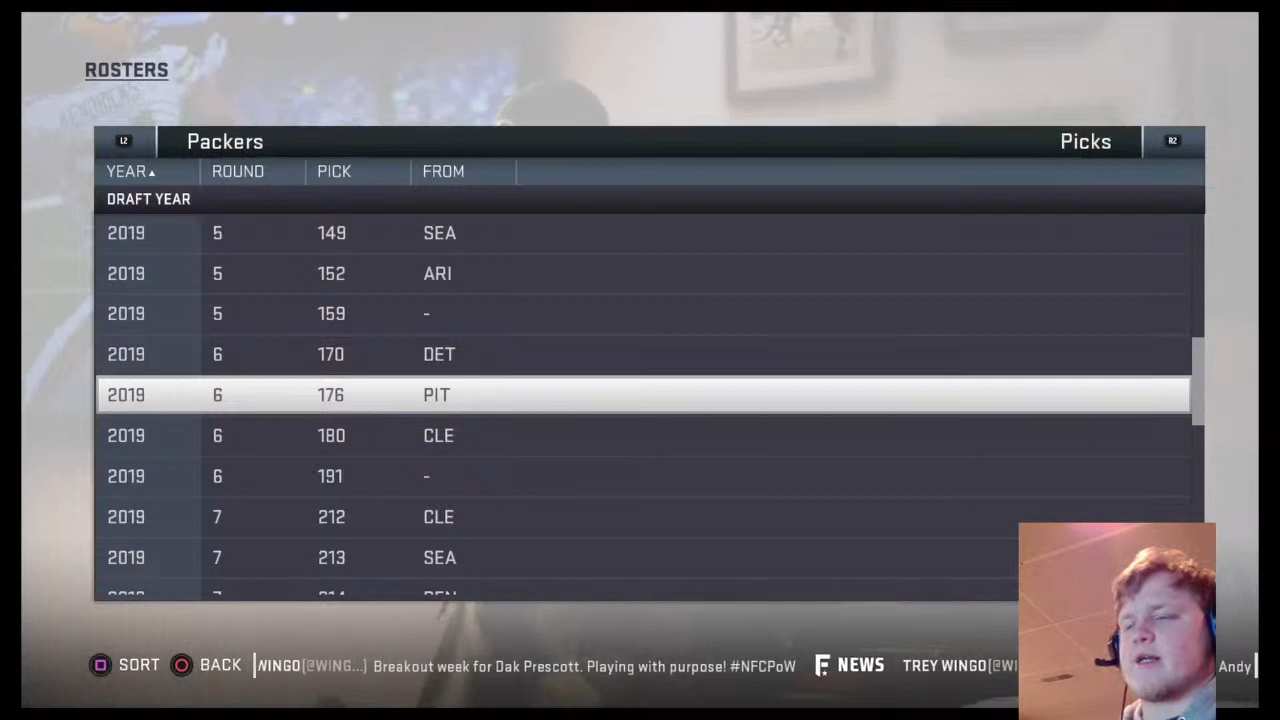 ROSTERS
L2 Packers Picks R2
YEAR ROUND PICK FROM
DRAFT YEAR
2019 5 149 SEA
2019 5 152 ARI
2019 5 159 -
2019 6 170 DET
2019 6 176 PIT
2019 6 180 CLE
2019 6 191 -
2019 7 212 CLE
2019 7 213 SEA
SORT BACK WINGO(@WING...) Breakout week for Dak Prescott. Playing with purpose! #NFCPoW NEWS TREY WINGO(@WI Andy